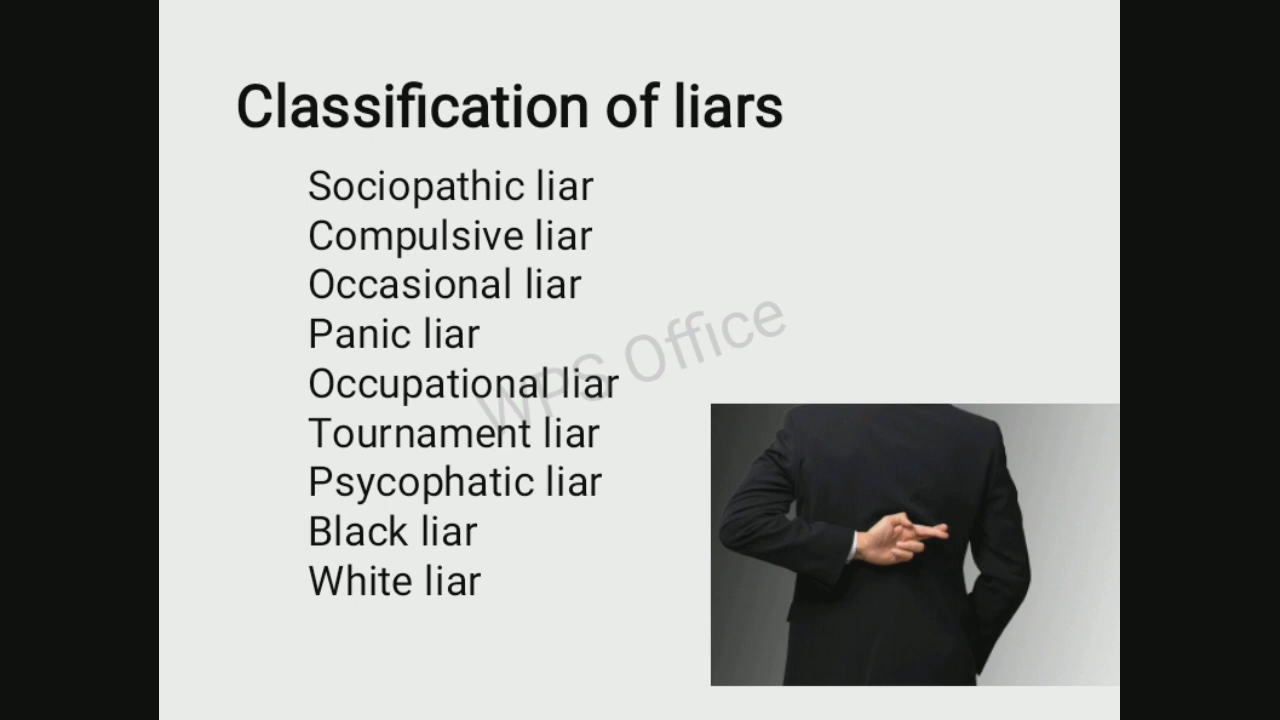 Classification of liars
Sociopathic liar
Compulsive liar
Occasional liar
Panic liar
Occupational liar
Tournament liar
Psycophatic liar
Black liar
White liar
WPS Office